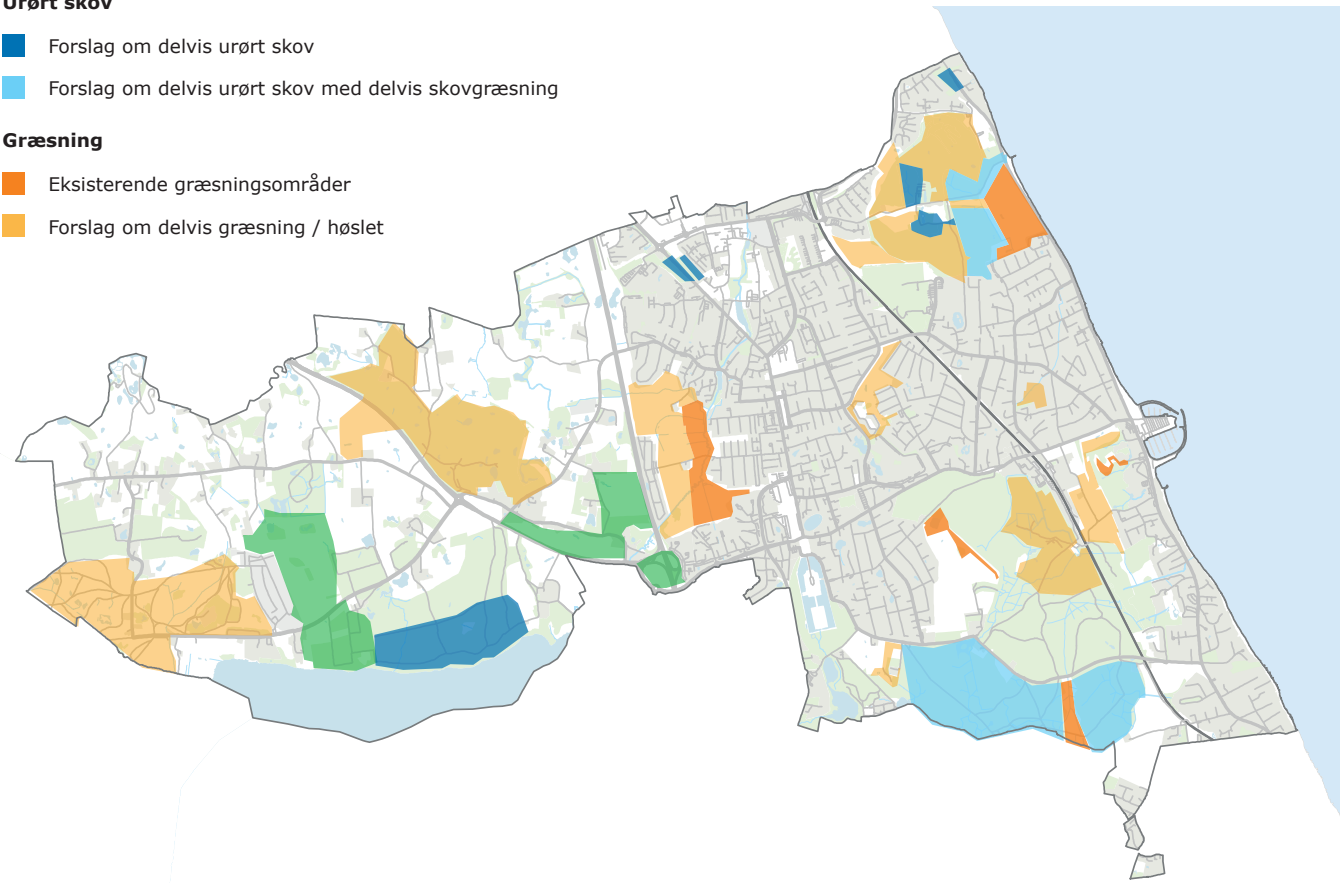 Urørt skov
Forslag om delvis urørt skov
Forslag om delvis urørt skov med delvis skovgræsning
Græsning
Eksisterende græsningsområder
Forslag om delvis græsning / høslet